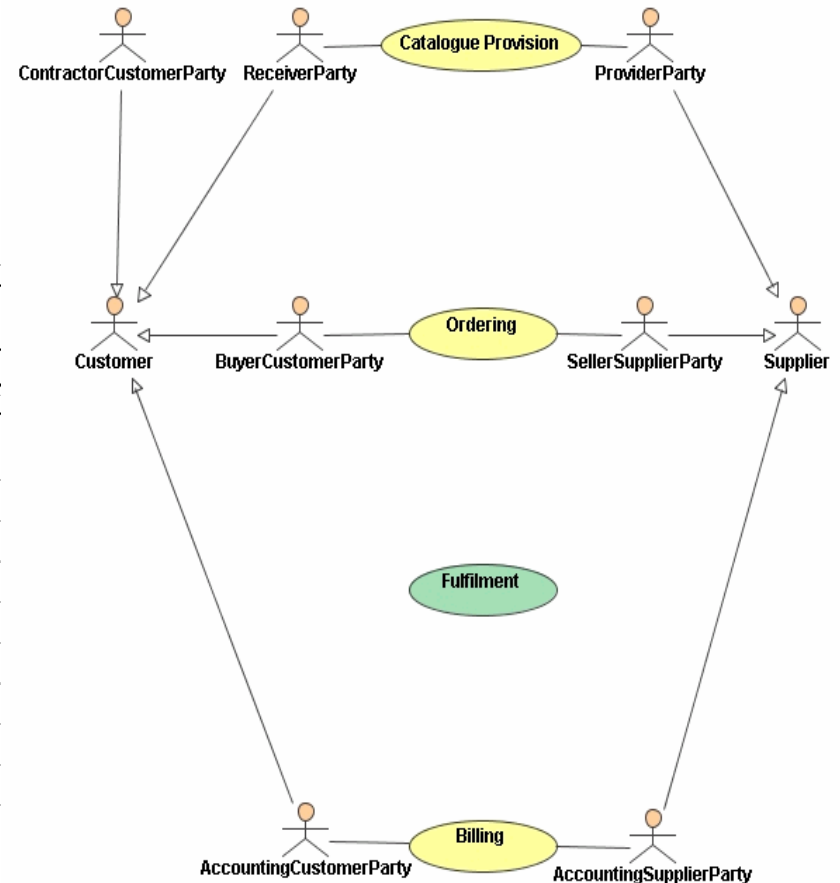 Catalogue Provision
ContractorCustomerParty
ReceiverParty
ProviderParty
Ordering
Customer
BuyerCustomerParty
SellerSupplierParty
Supplier
Fulfilment
Billing
AccountingCustomerParty
AccountingSupplierParty